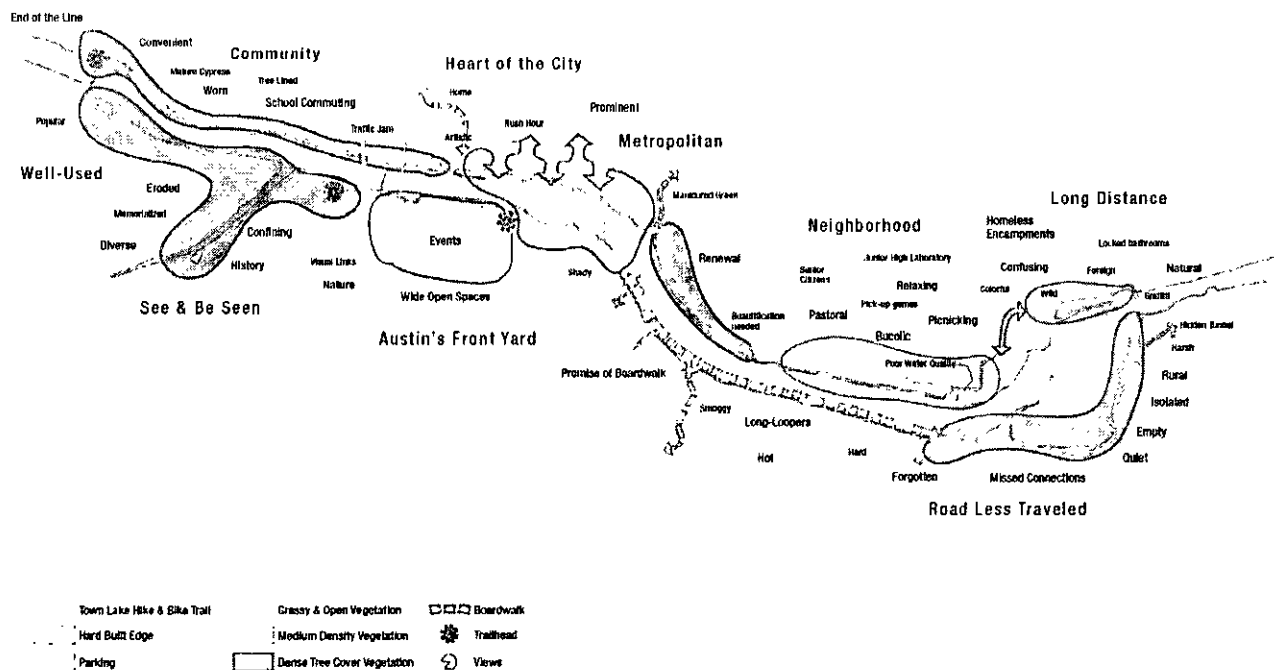 End of the Line
Convenient
Community
Mature Cypress
Tree Lined
Worn
School Commuting
Traffic Jam
Popular
Well-Used
Eroded
Memorialized
Diverse
Confining
History
See & Be Seen
Heart of the City
Home
Artistic
Rush Hour
Prominent
Metropolitan
Manicured Green
Events
Visual Links
Nature
Wide Open Spaces
Austin's Front Yard
Shady
Renewal
Beautification
needed
Promise of Boardwalk
Smoggy
Long-Loopers
Hot
Hard
Neighborhood
Senior
Citizens
Junior High Laboratory
Relaxing
Pastoral
Pick-up games
Picnicking
Bucolic
Poor Water Quality
Long Distance
Homeless
Encampments
Locked bathrooms
Confusing
Foreign
Natural
Colorful
Wild
Graffiti
Hidden Tunnel
Harsh
Rural
Isolated
Empty
Quiet
Forgotten
Missed Connections
Road Less Traveled
Town Lake Hike & Bike Trail
Hard Built Edge
Parking
Grassy & Open Vegetation
Medium Density Vegetation
Dense Tree Cover Vegetation
Boardwalk
Trailhead
Views